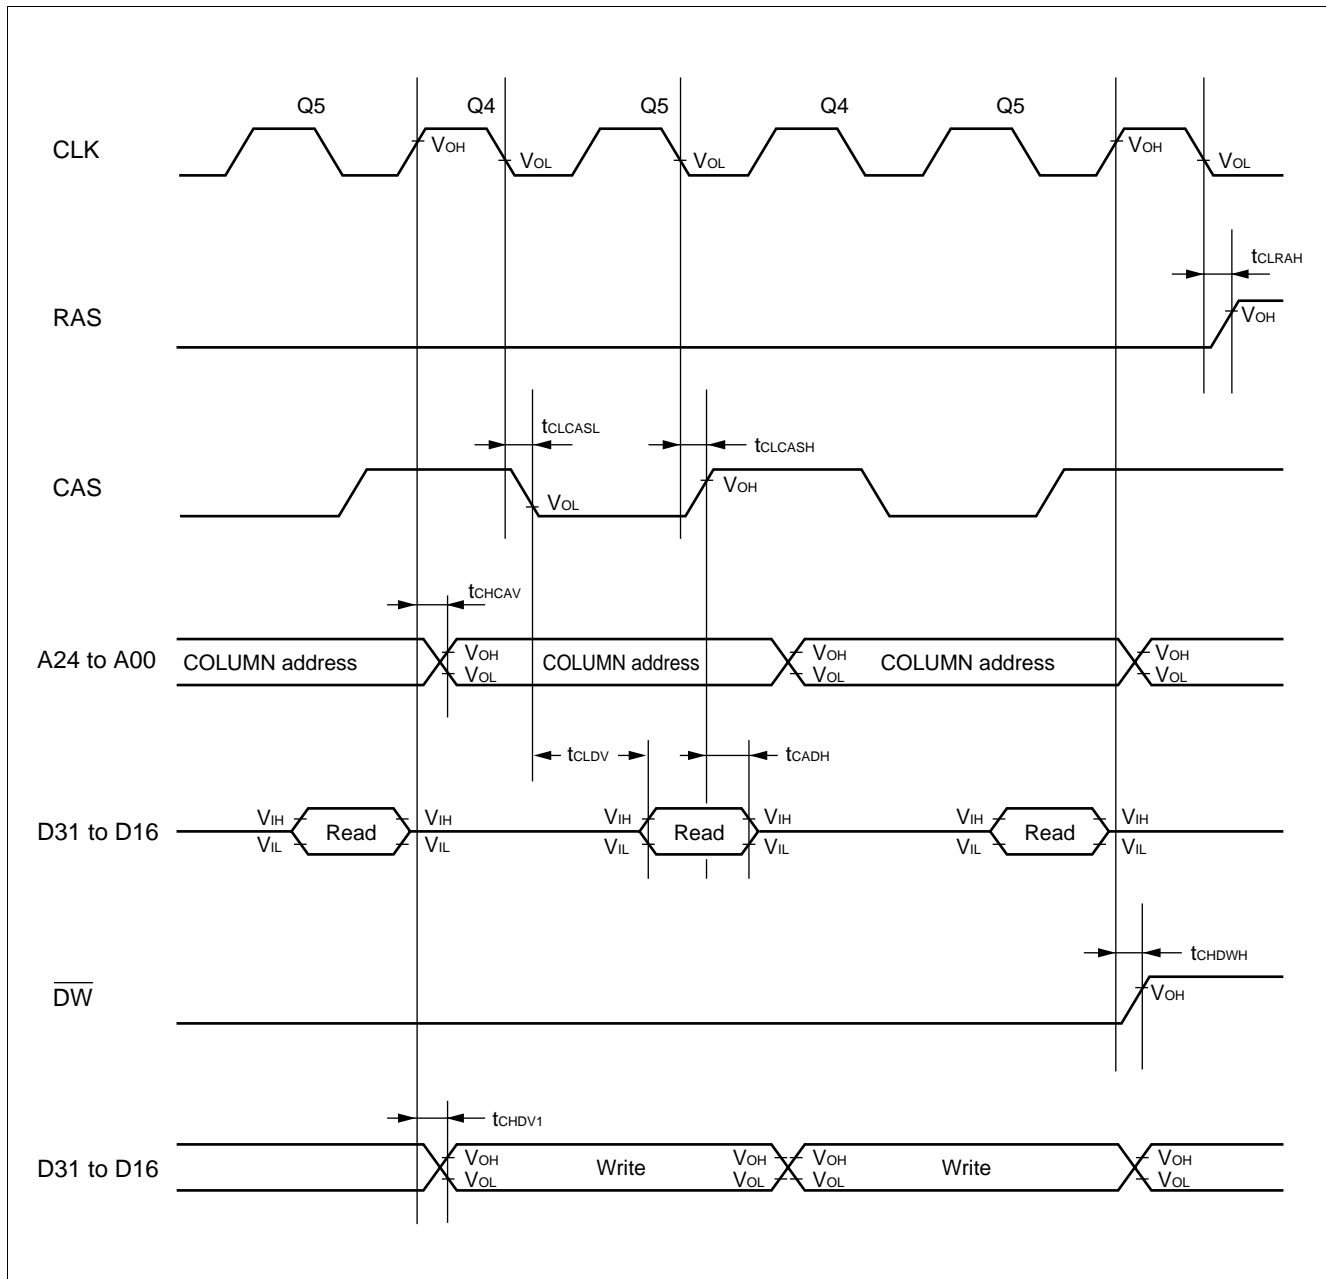 Q5 Q4 Q5 Q4 Q5
CLK VOH VOL VOL VOH VOL
tCLRAH
RAS VOH
tCLCASL tCLCASH
CAS VOL VOH
tCHCAV
A24 to A00 COLUMN address VOH VOL COLUMN address VOH VOL COLUMN address VOH VOL
tCLDV tCADH
D31 to D16 VIH VIL Read VIH VIL VIH VIL Read VIH VIL VIH VIL Read VIH VIL
tCHDWH
DW VOH
tCHDV1
D31 to D16 VOH VOL Write VOH VOL VOH VOL Write VOH VOL